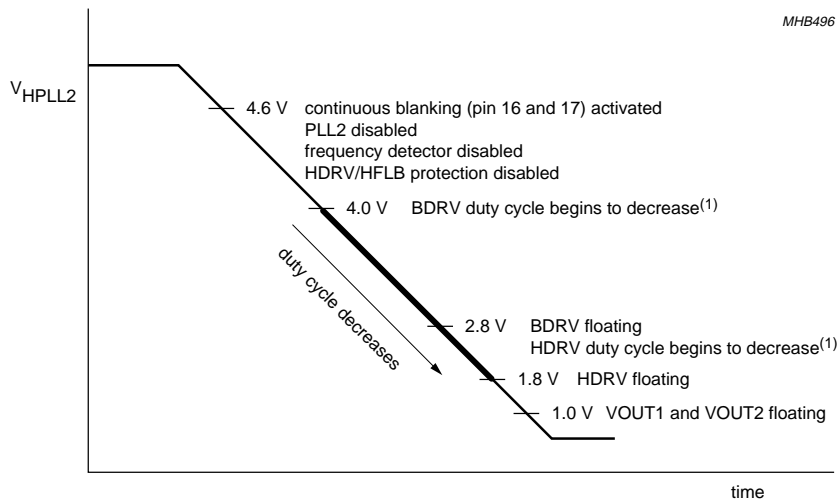 MHB496
VHPLL2
4.6 V continuous blanking (pin 16 and 17) activated
PLL2 disabled
frequency detector disabled
HDRV/HFLB protection disabled
4.0 V BDRV duty cycle begins to decrease(1)
duty cycle decreases
2.8 V BDRV floating
HDRV duty cycle begins to decrease(1)
1.8 V HDRV floating
1.0 V VOUT1 and VOUT2 floating
time